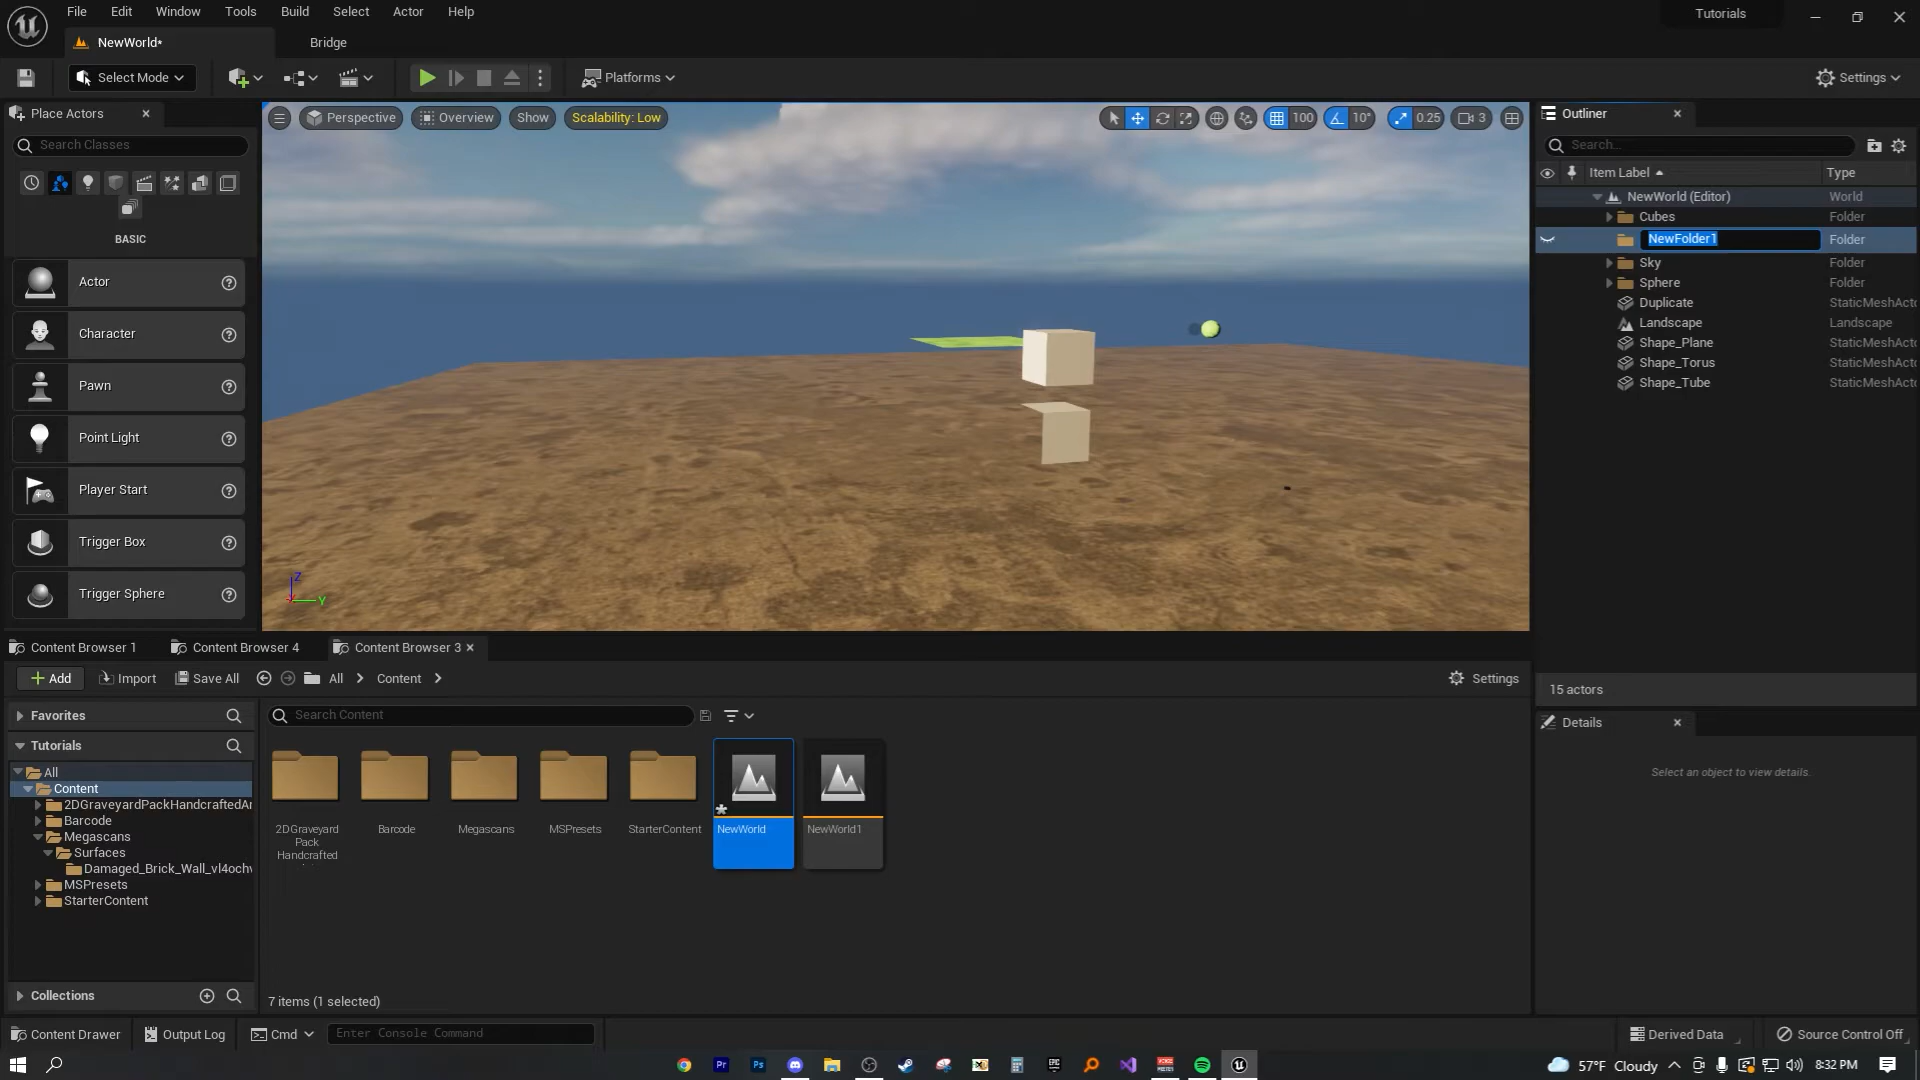 File Edit Window Tools Build Select Actor Help
Tutorials
NewWorld*
Bridge
Select Mode
Platforms
Settings
Place Actors
Search Classes
BASIC
Actor
Character
Pawn
Point Light
Player Start
Trigger Box
Trigger Sphere
Perspective
Overview
Show
Scalability: Low
100
10°
0.25
3
Z
Y
Outliner
Search...
Item Label
Type
NewWorld (Editor) World
Cubes Folder
NewFolder1 Folder
Sky Folder
Sphere Folder
Duplicate StaticMeshActo
Landscape Landscape
Shape_Plane StaticMeshActo
Shape_Torus StaticMeshActo
Shape_Tube StaticMeshActo
15 actors
Details
Select an object to view details.
Content Browser 1
Content Browser 4
Content Browser 3
Add
Import
Save All
All
Content
Settings
Favorites
Tutorials
All
Content
2DGraveyardPackHandcraftedAr
Barcode
Megascans
Surfaces
Damaged_Brick_Wall_vl4ochv
MSPresets
StarterContent
Collections
Search Content
2DGraveyard
Pack
Handcrafted
Barcode
Megascans
MSPresets
StarterContent
NewWorld
NewWorld1
7 items (1 selected)
Content Drawer
Output Log
Cmd
Enter Console Command
Derived Data
Source Control Off
57°F Cloudy
8:32 PM